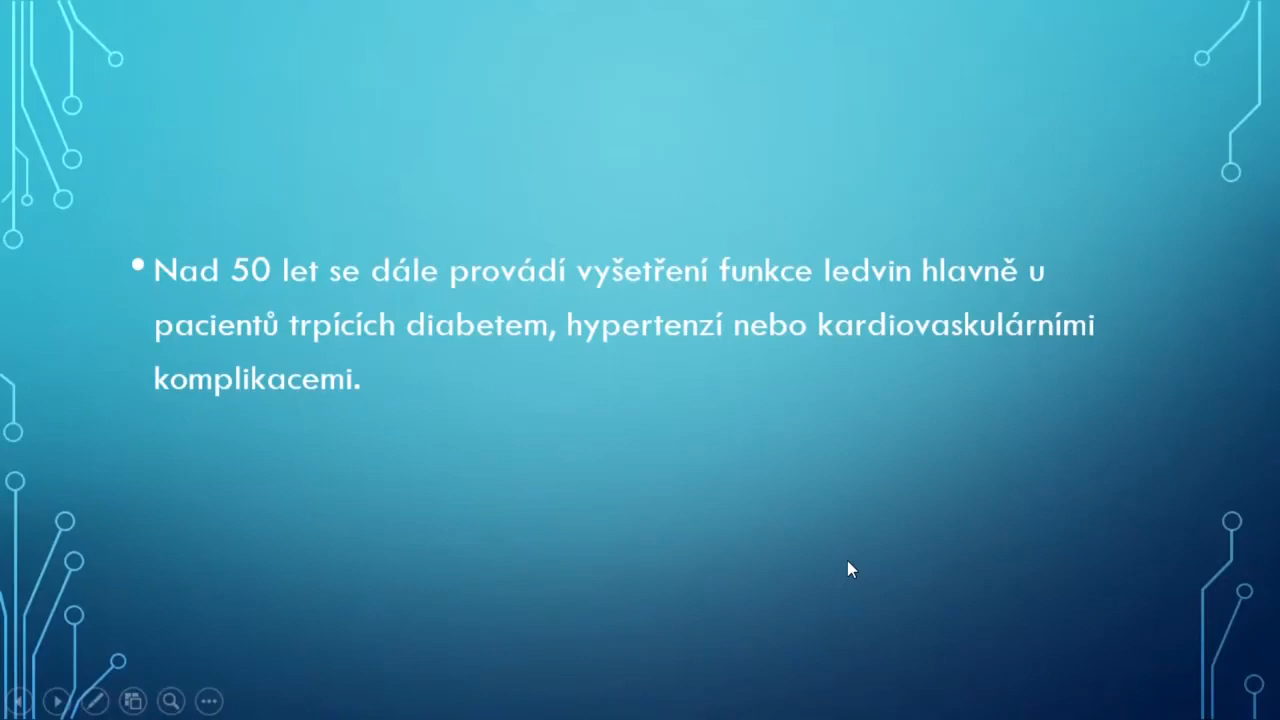 • Nad 50 let se dále provádí vyšetření funkce ledvin hlavně u
pacientů trpících diabetem, hypertenzí nebo kardiovaskulárními
komplikacemi.